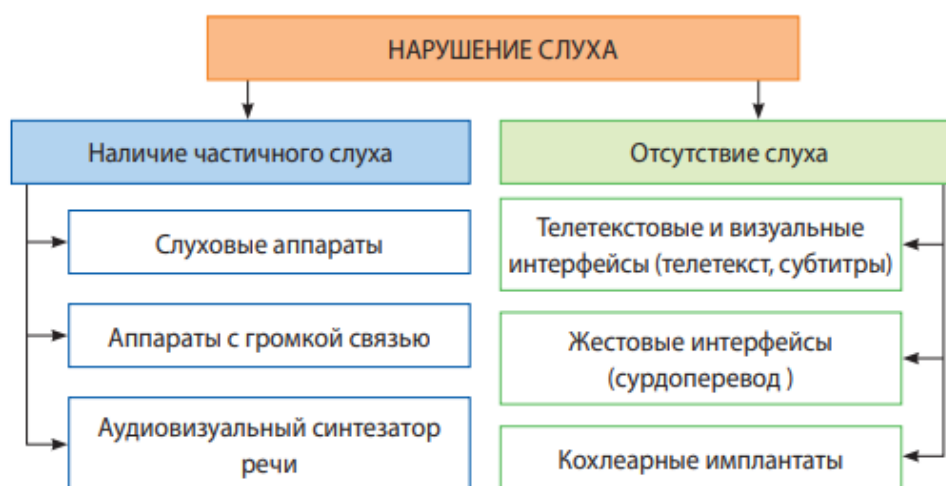 НАРУШЕНИЕ СЛУХА
Наличие частичного слуха
Слуховые аппараты
Аппараты с громкой связью
Аудиовизуальный синтезатор
речи
Отсутствие слуха
Телетекстовые и визуальные
интерфейсы (телетекст, субтитры)
Жестовые интерфейсы
(сурдоперевод )
Кохлеарные имплантаты